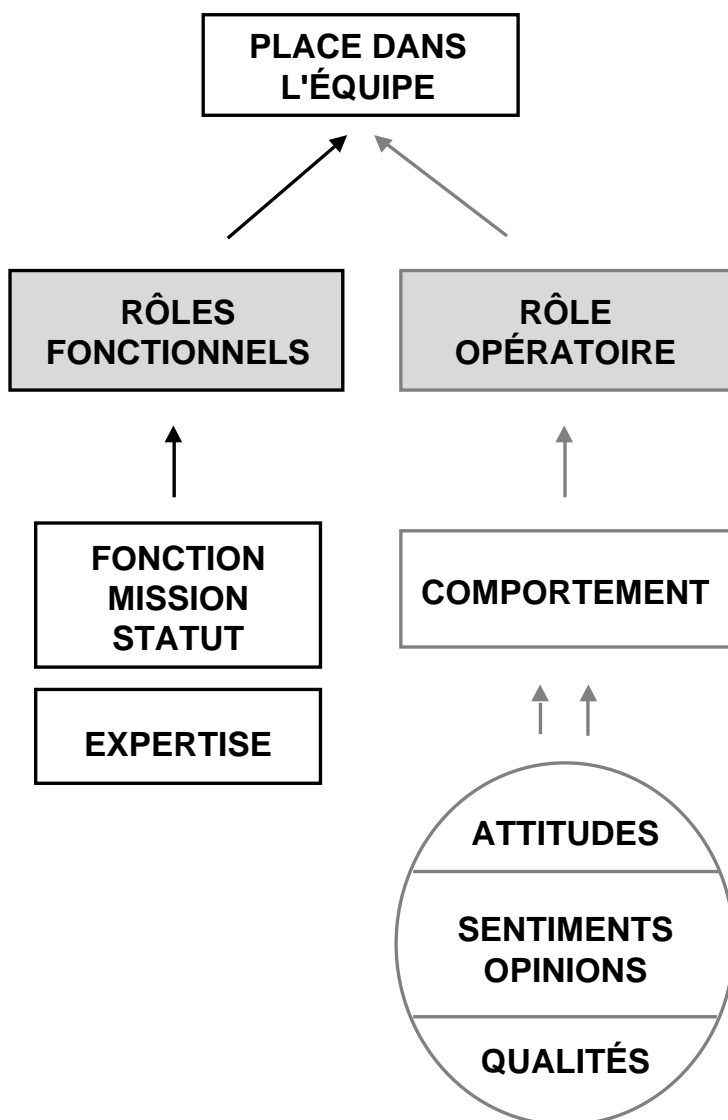 PLACE DANS
L'ÉQUIPE
RÔLES
FONCTIONNELS
RÔLE
OPÉRATOIRE
FONCTION
MISSION
STATUT
COMPORTEMENT
EXPERTISE
ATTITUDES
SENTIMENTS
OPINIONS
QUALITÉS